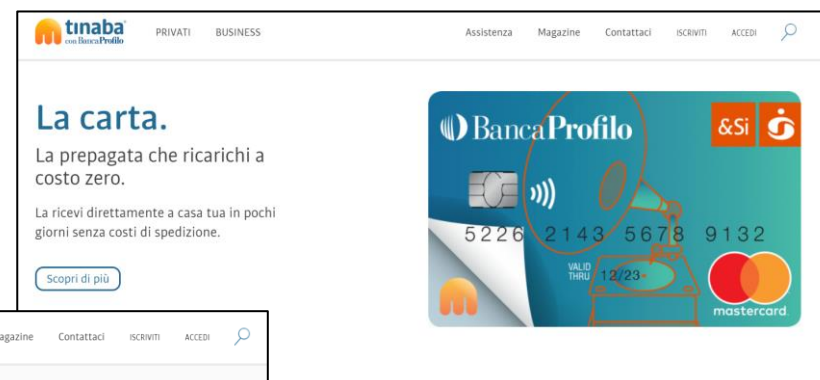 tinaba
con Banca Profilo
PRIVATI BUSINESS
Assistenza Magazine Contattaci ISCRIVITI ACCEDI
La carta.
La prepagata che ricarichi a
costo zero.
La ricevi direttamente a casa tua in pochi
giorni senza costi di spedizione.
Scopri di più
Banca Profilo
&Si
5226 2143 5678 9132
VALID
THRU 12/23
mastercard.
agazine Contattaci ISCRIVITI ACCEDI